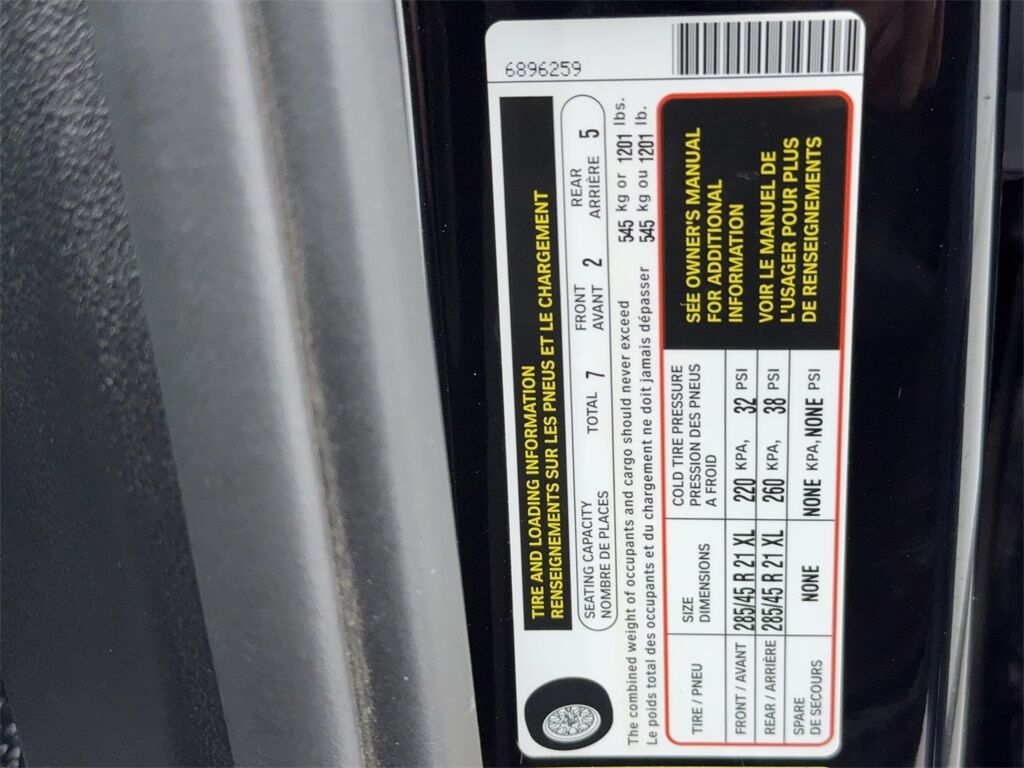 6896259
TIRE AND LOADING INFORMATION
RENSEIGNEMENTS SUR LES PNEUS ET LE CHARGEMENT
SEATING CAPACITY
NOMBRE DE PLACES
TOTAL 7
FRONT
AVANT 2
REAR
ARRIÈRE 5
The combined weight of occupants and cargo should never exceed 545 kg or 1201 lbs.
Le poids total des occupants et du chargement ne doit jamais dépasser 545 kg ou 1201 lb.
TIRE / PNEU
SIZE
DIMENSIONS
COLD TIRE PRESSURE
PRESSION DES PNEUS
A FROID
FRONT / AVANT 285/45 R 21 XL 220 KPA, 32 PSI
REAR / ARRIÈRE 285/45 R 21 XL 260 KPA, 38 PSI
SPARE
DE SECOURS
NONE NONE KPA, NONE PSI
SEE OWNER'S MANUAL
FOR ADDITIONAL
INFORMATION
VOIR LE MANUEL DE
L'USAGER POUR PLUS
DE RENSEIGNEMENTS